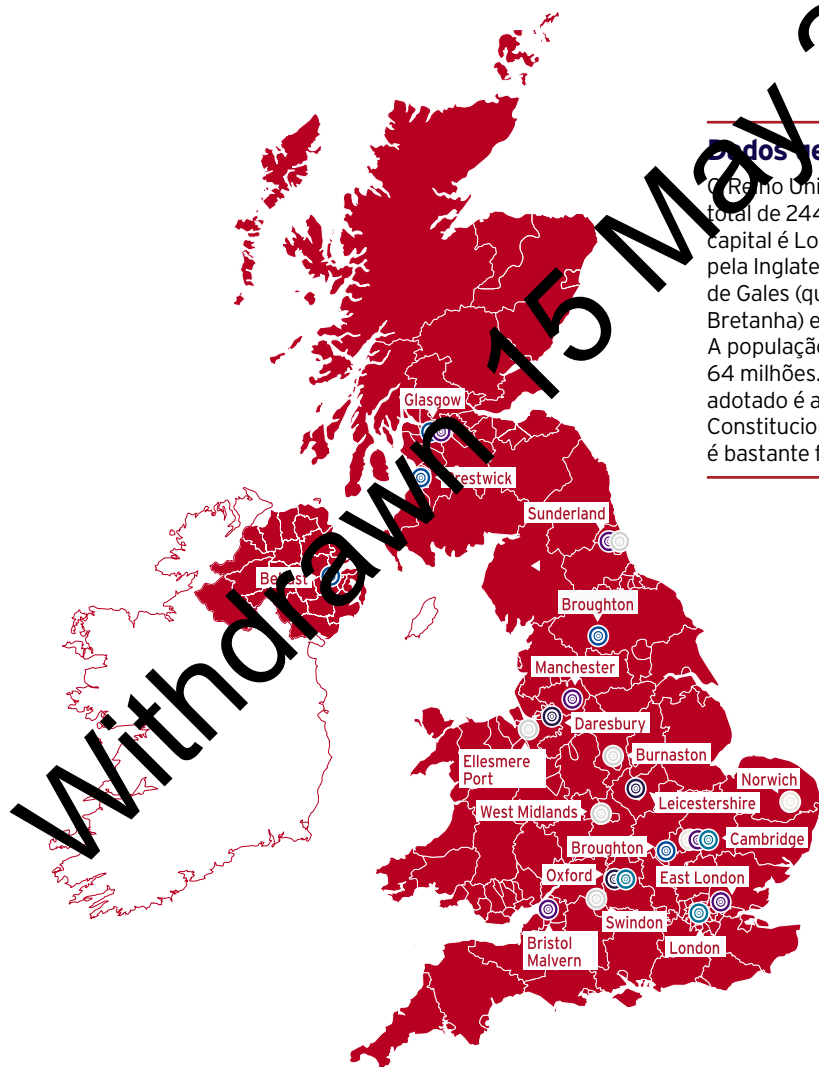 Withdrawn 15 May
Dados
O Reino Uni
total de 244
capital é Lo
pela Inglate
de Gales (qu
Bretanha) e
A população
64 milhões.
adotado é a
Constitucion
é bastante f
Glasgow
Prestwick
Sunderland
Belfast
Broughton
Manchester
Daresbury
Ellesmere
Port
Burnaston
Norwich
Leicestershire
West Midlands
Broughton
Cambridge
Oxford
East London
Swindon
Bristol
Malvern
London